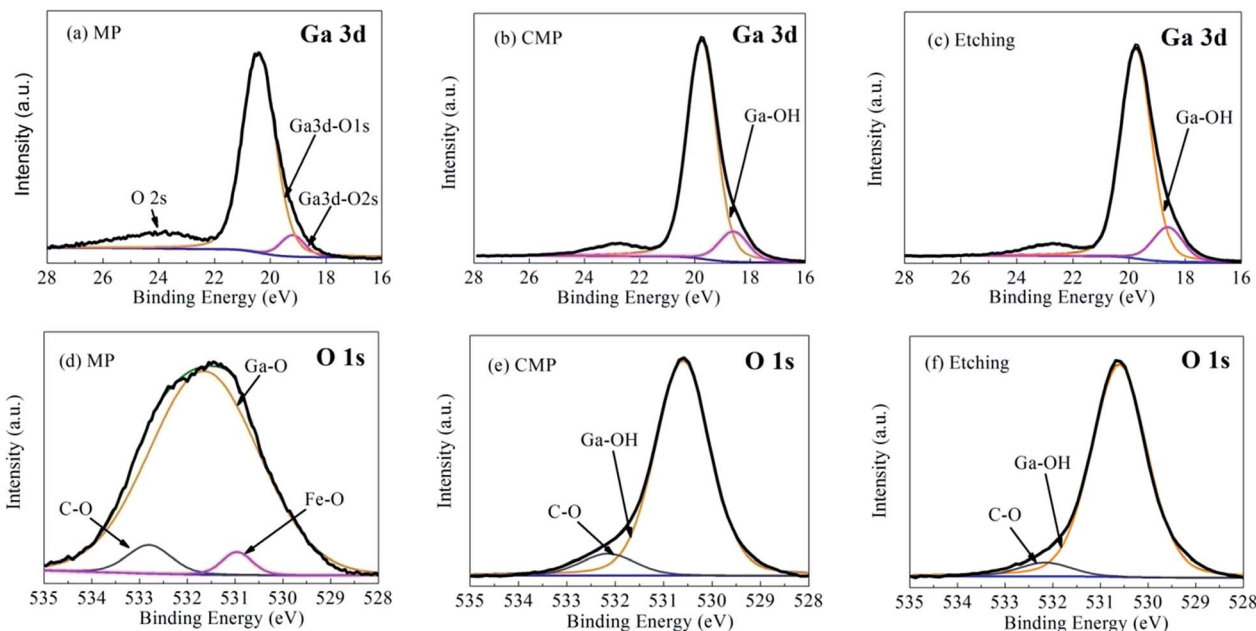 (a) MP
Ga 3d
Ga3d-O1s
O 2s
Ga3d-O2s
Intensity (a.u.)
28 26 24 22 20 18 16
Binding Energy (eV)
(b) CMP
Ga 3d
Ga-OH
Intensity (a.u.)
28 26 24 22 20 18 16
Binding Energy (eV)
(c) Etching
Ga 3d
Ga-OH
Intensity (a.u.)
28 26 24 22 20 18 16
Binding Energy (eV)
(d) MP
O 1s
Ga-O
C-O
Fe-O
Intensity (a.u.)
535 534 533 532 531 530 529 528
Binding Energy (eV)
(e) CMP
O 1s
Ga-OH
C-O
Intensity (a.u.)
535 534 533 532 531 530 529 528
Binding Energy (eV)
(f) Etching
O 1s
Ga-OH
C-O
Intensity (a.u.)
535 534 533 532 531 530 529 528
Binding Energy (eV)